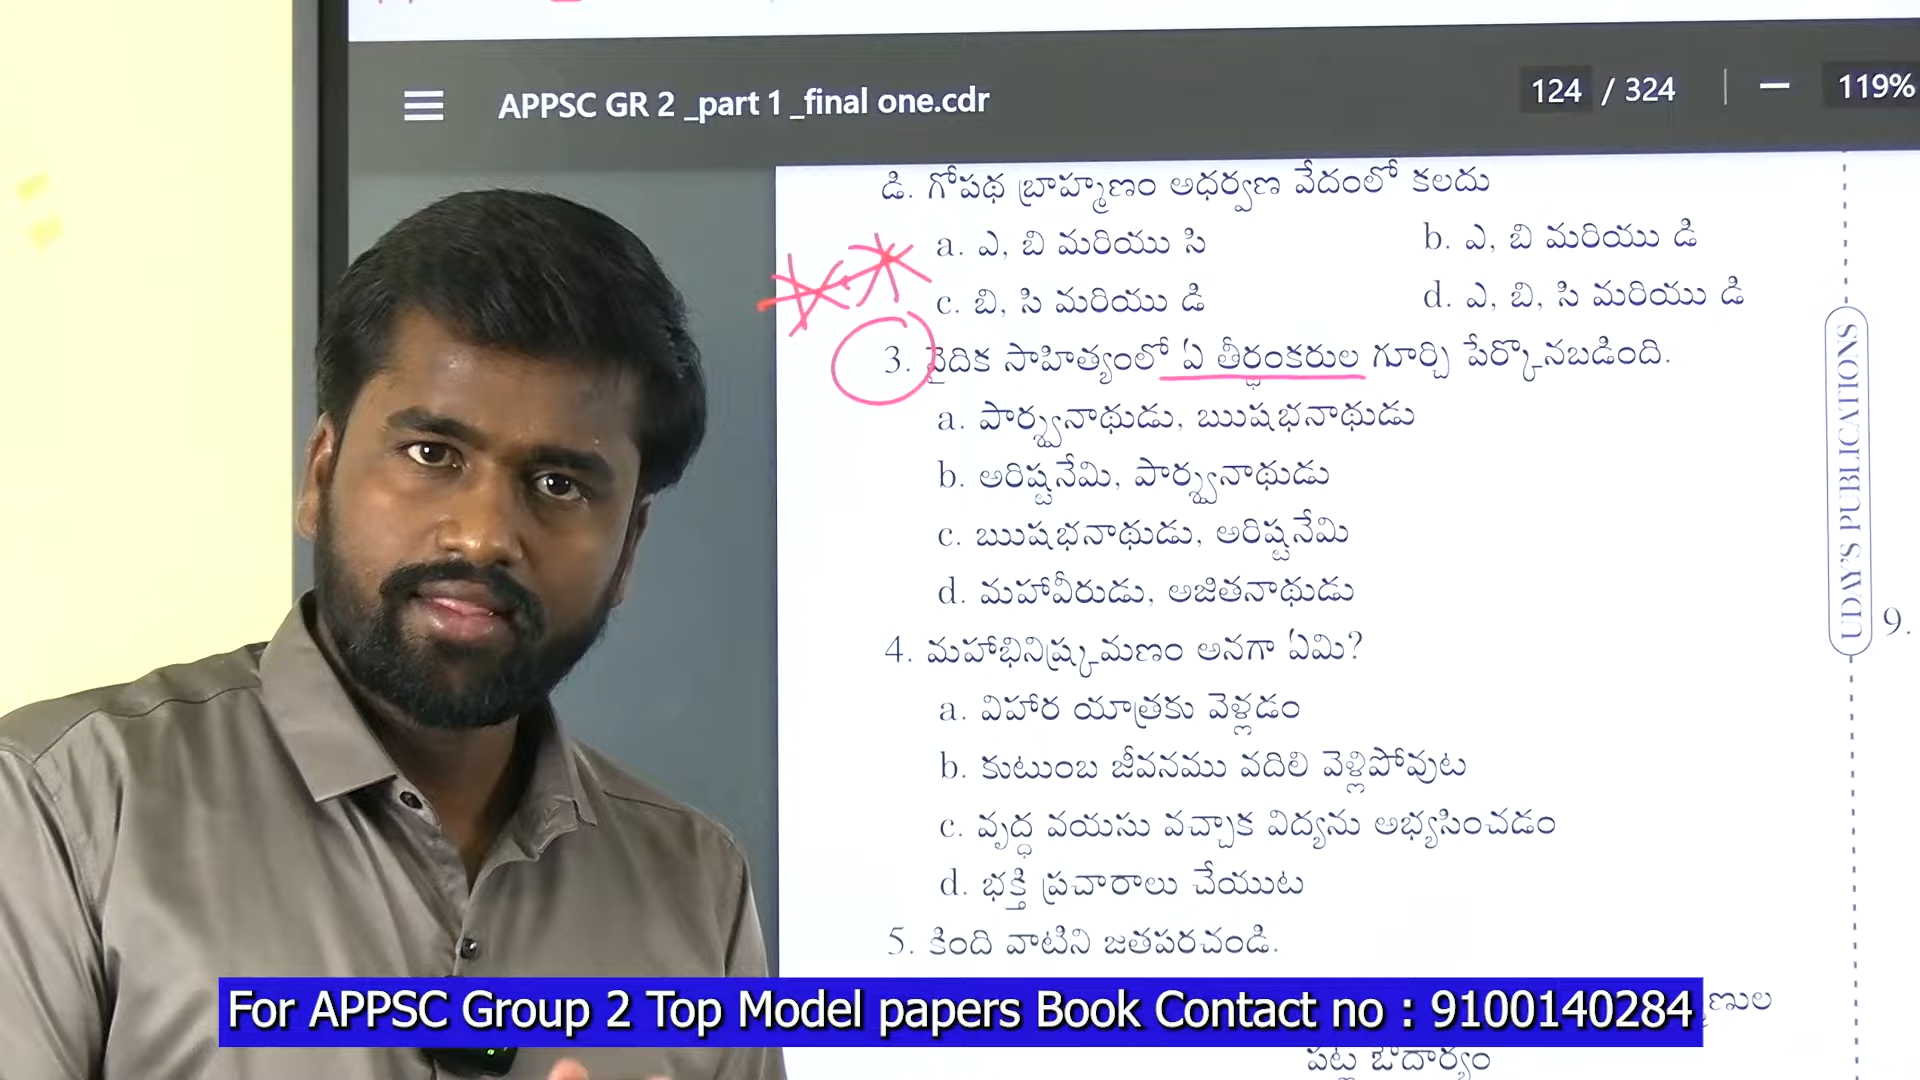 APPSC GR 2 _part 1 _final one.cdr
124 / 324
119%
డి. గోపథ బ్రాహ్మణం అధర్వణ వేదంలో కలదు
a. ఎ, బి మరియు సి
b. ఎ, బి మరియు డి
c. బి, సి మరియు డి
d. ఎ, బి, సి మరియు డి
3. వైదిక సాహిత్యంలో ఏ తీర్థంకరుల గూర్చి పేర్కొనబడింది.
a. పార్శ్వనాథుడు, ఋషభనాథుడు
b. అరిష్టనేమి, పార్శ్వనాథుడు
c. ఋషభనాథుడు, అరిష్టనేమి
d. మహావీరుడు, అజితనాథుడు
4. మహాభినిష్క్రమణం అనగా ఏమి?
a. విహార యాత్రకు వెళ్లడం
b. కుటుంబ జీవనము వదిలి వెళ్లిపోవుట
c. వృద్ధ వయసు వచ్చాక విద్యను అభ్యసించడం
d. భక్తి ప్రచారాలు చేయుట
5. కింది వాటిని జతపరచండి.
పట్ల ఔదార్యం
UDAY'S PUBLICATIONS
9.
For APPSC Group 2 Top Model papers Book Contact no : 9100140284